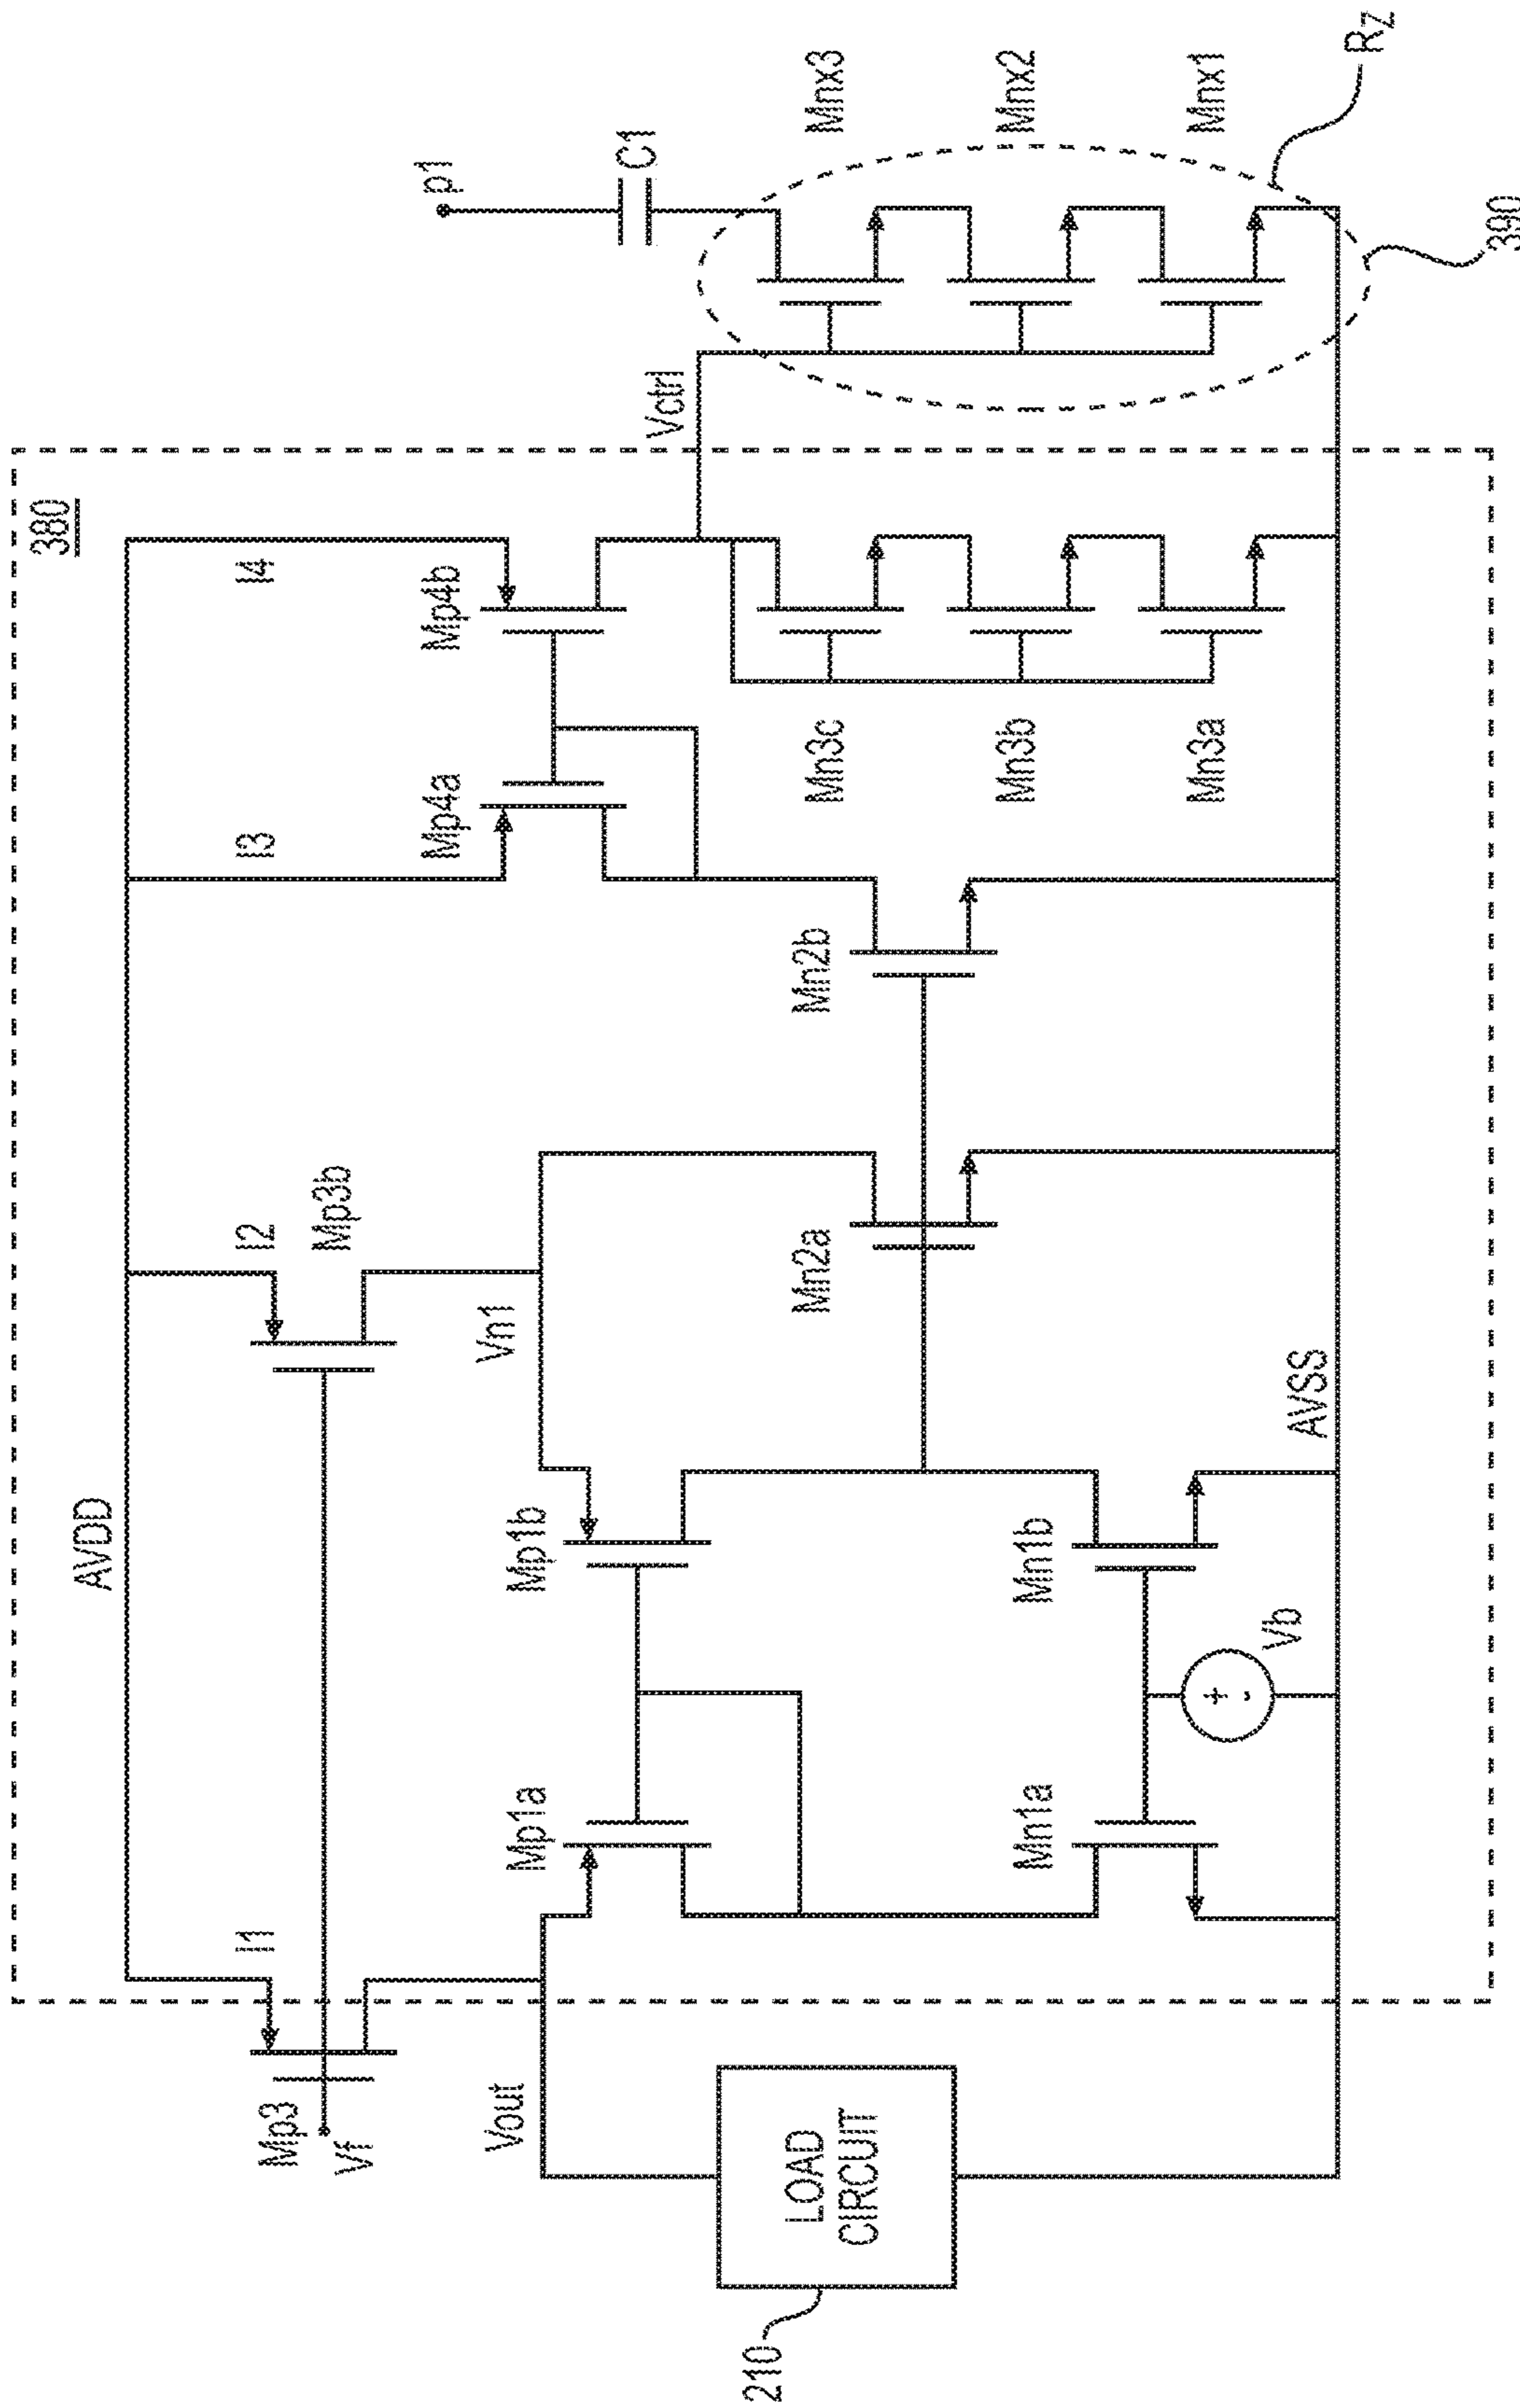 380
AVDD
I1
I2
I3
I4
Mp3
Vf
Mp3b
Mp4a
Mp4b
Vctrl
p1
C1
Vout
Vn1
Mp1a
Mp1b
Mn2a
Mn2b
Mn3c
Mn3b
Mn3a
Mnx3
Mnx2
Mnx1
RZ
390
LOAD
CIRCUIT
210
Mn1a
Mn1b
+
-
Vb
AVSS